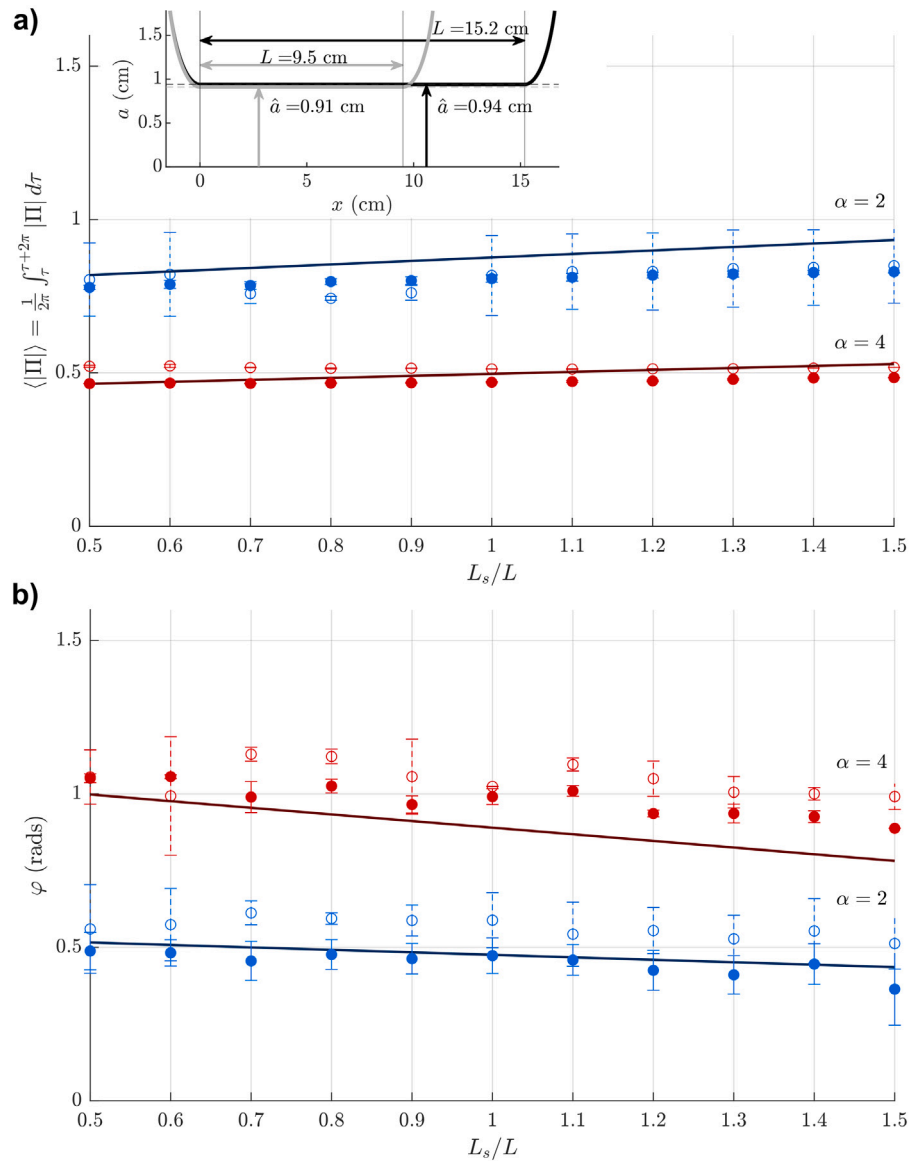 a)
L = 15.2 cm
L = 9.5 cm
â = 0.91 cm
â = 0.94 cm
a (cm)
1.5
1
0.5
0
0 5 10 15
x (cm)
⟨|Π|⟩ = 1/2π ∫_τ^{τ+2π} |Π| dτ
1.5
1
0.5
0
α = 2
α = 4
0.5 0.6 0.7 0.8 0.9 1 1.1 1.2 1.3 1.4 1.5
L_s/L
b)
φ (rads)
1.5
1
0.5
0
α = 4
α = 2
0.5 0.6 0.7 0.8 0.9 1 1.1 1.2 1.3 1.4 1.5
L_s/L